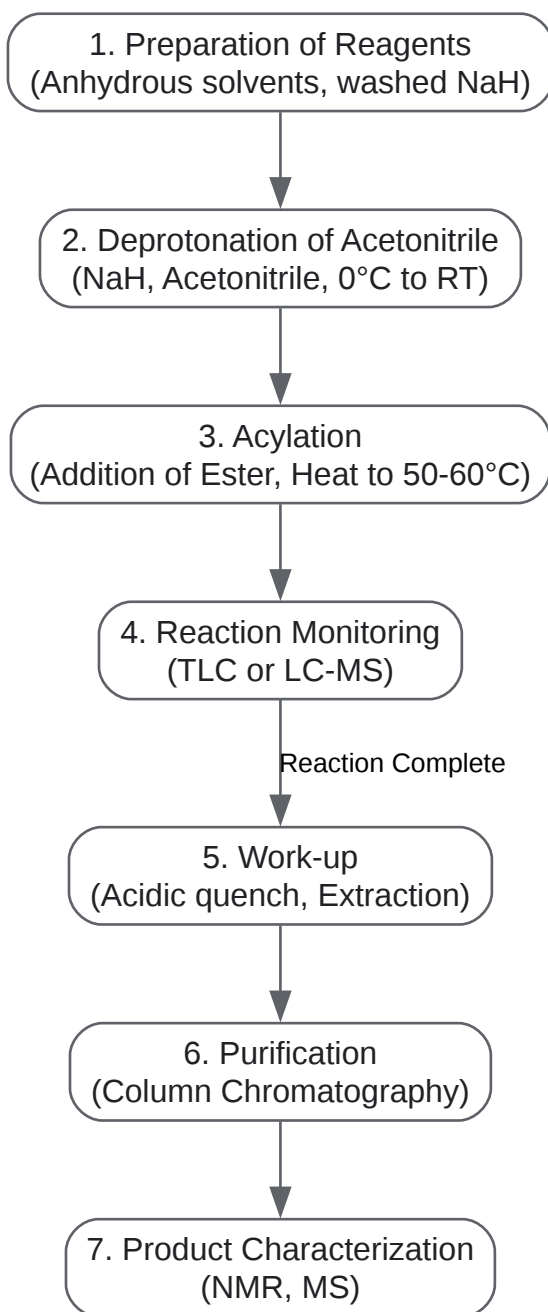 1. Preparation of Reagents
(Anhydrous solvents, washed NaH)
2. Deprotonation of Acetonitrile
(NaH, Acetonitrile, 0°C to RT)
3. Acylation
(Addition of Ester, Heat to 50-60°C)
4. Reaction Monitoring
(TLC or LC-MS)
Reaction Complete
5. Work-up
(Acidic quench, Extraction)
6. Purification
(Column Chromatography)
7. Product Characterization
(NMR, MS)